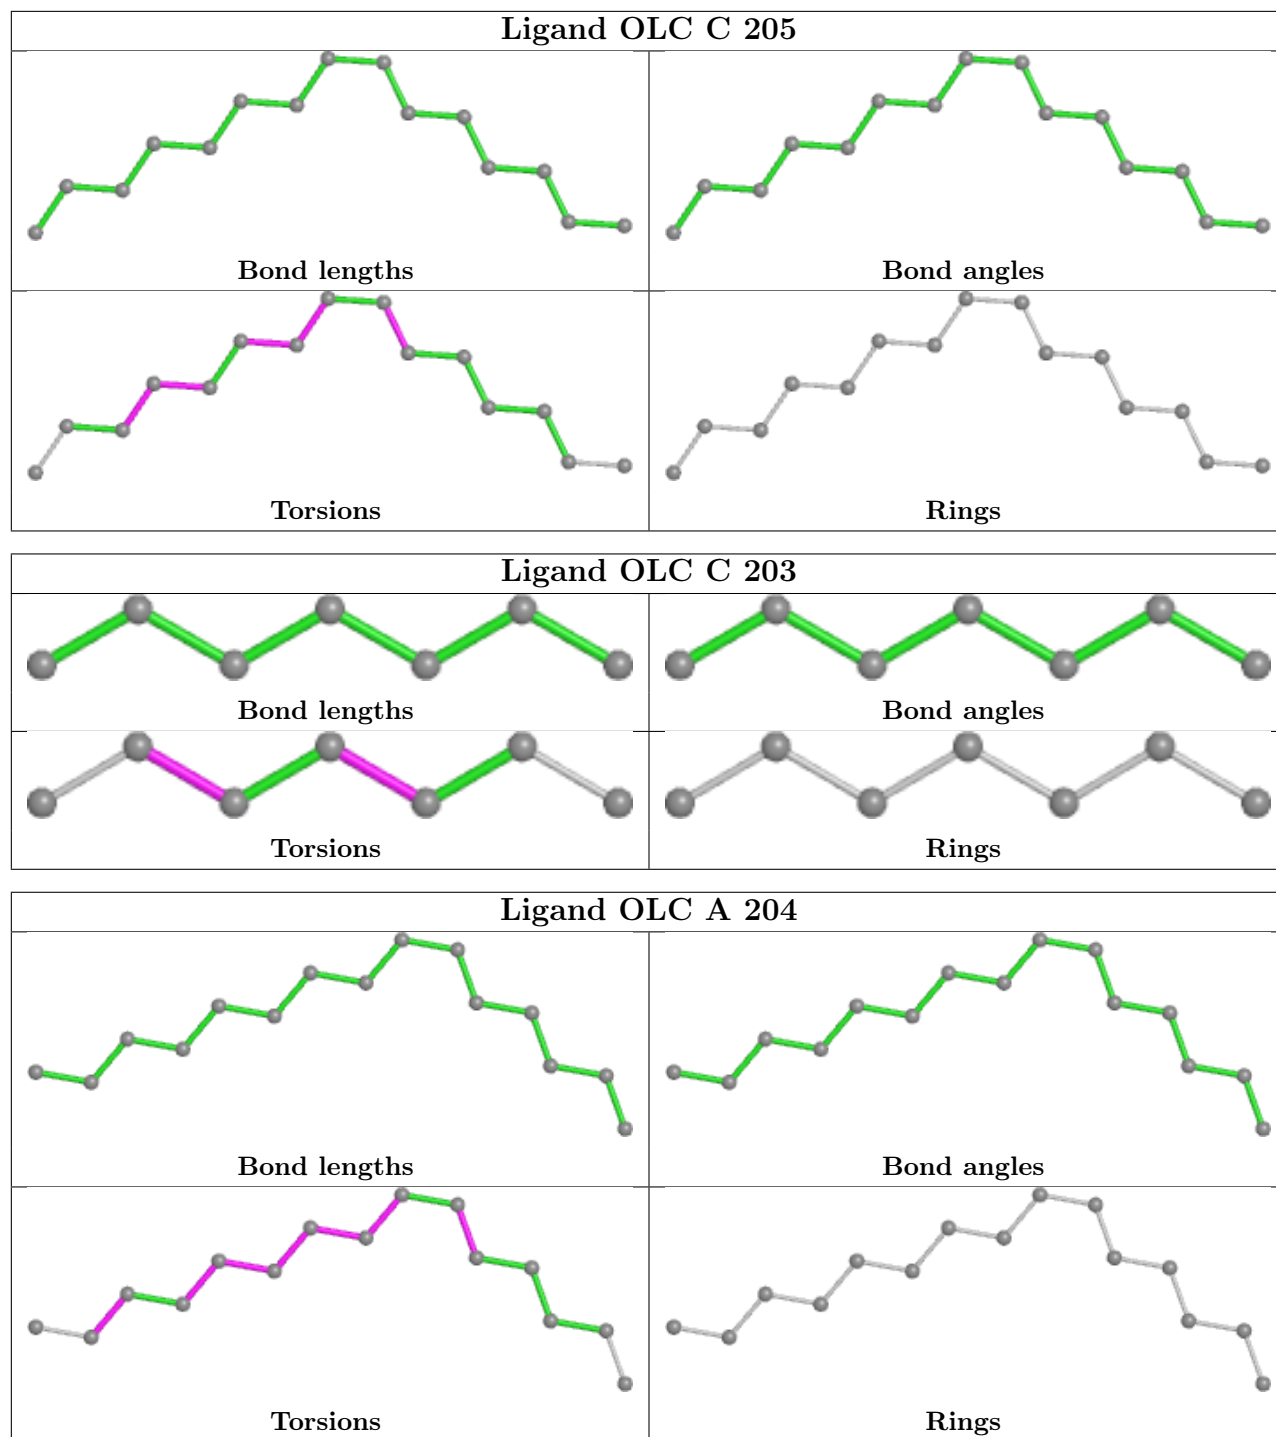 Ligand OLC C 205
Bond lengths
Bond angles
Torsions
Rings
Ligand OLC C 203
Bond lengths
Bond angles
Torsions
Rings
Ligand OLC A 204
Bond lengths
Bond angles
Torsions
Rings